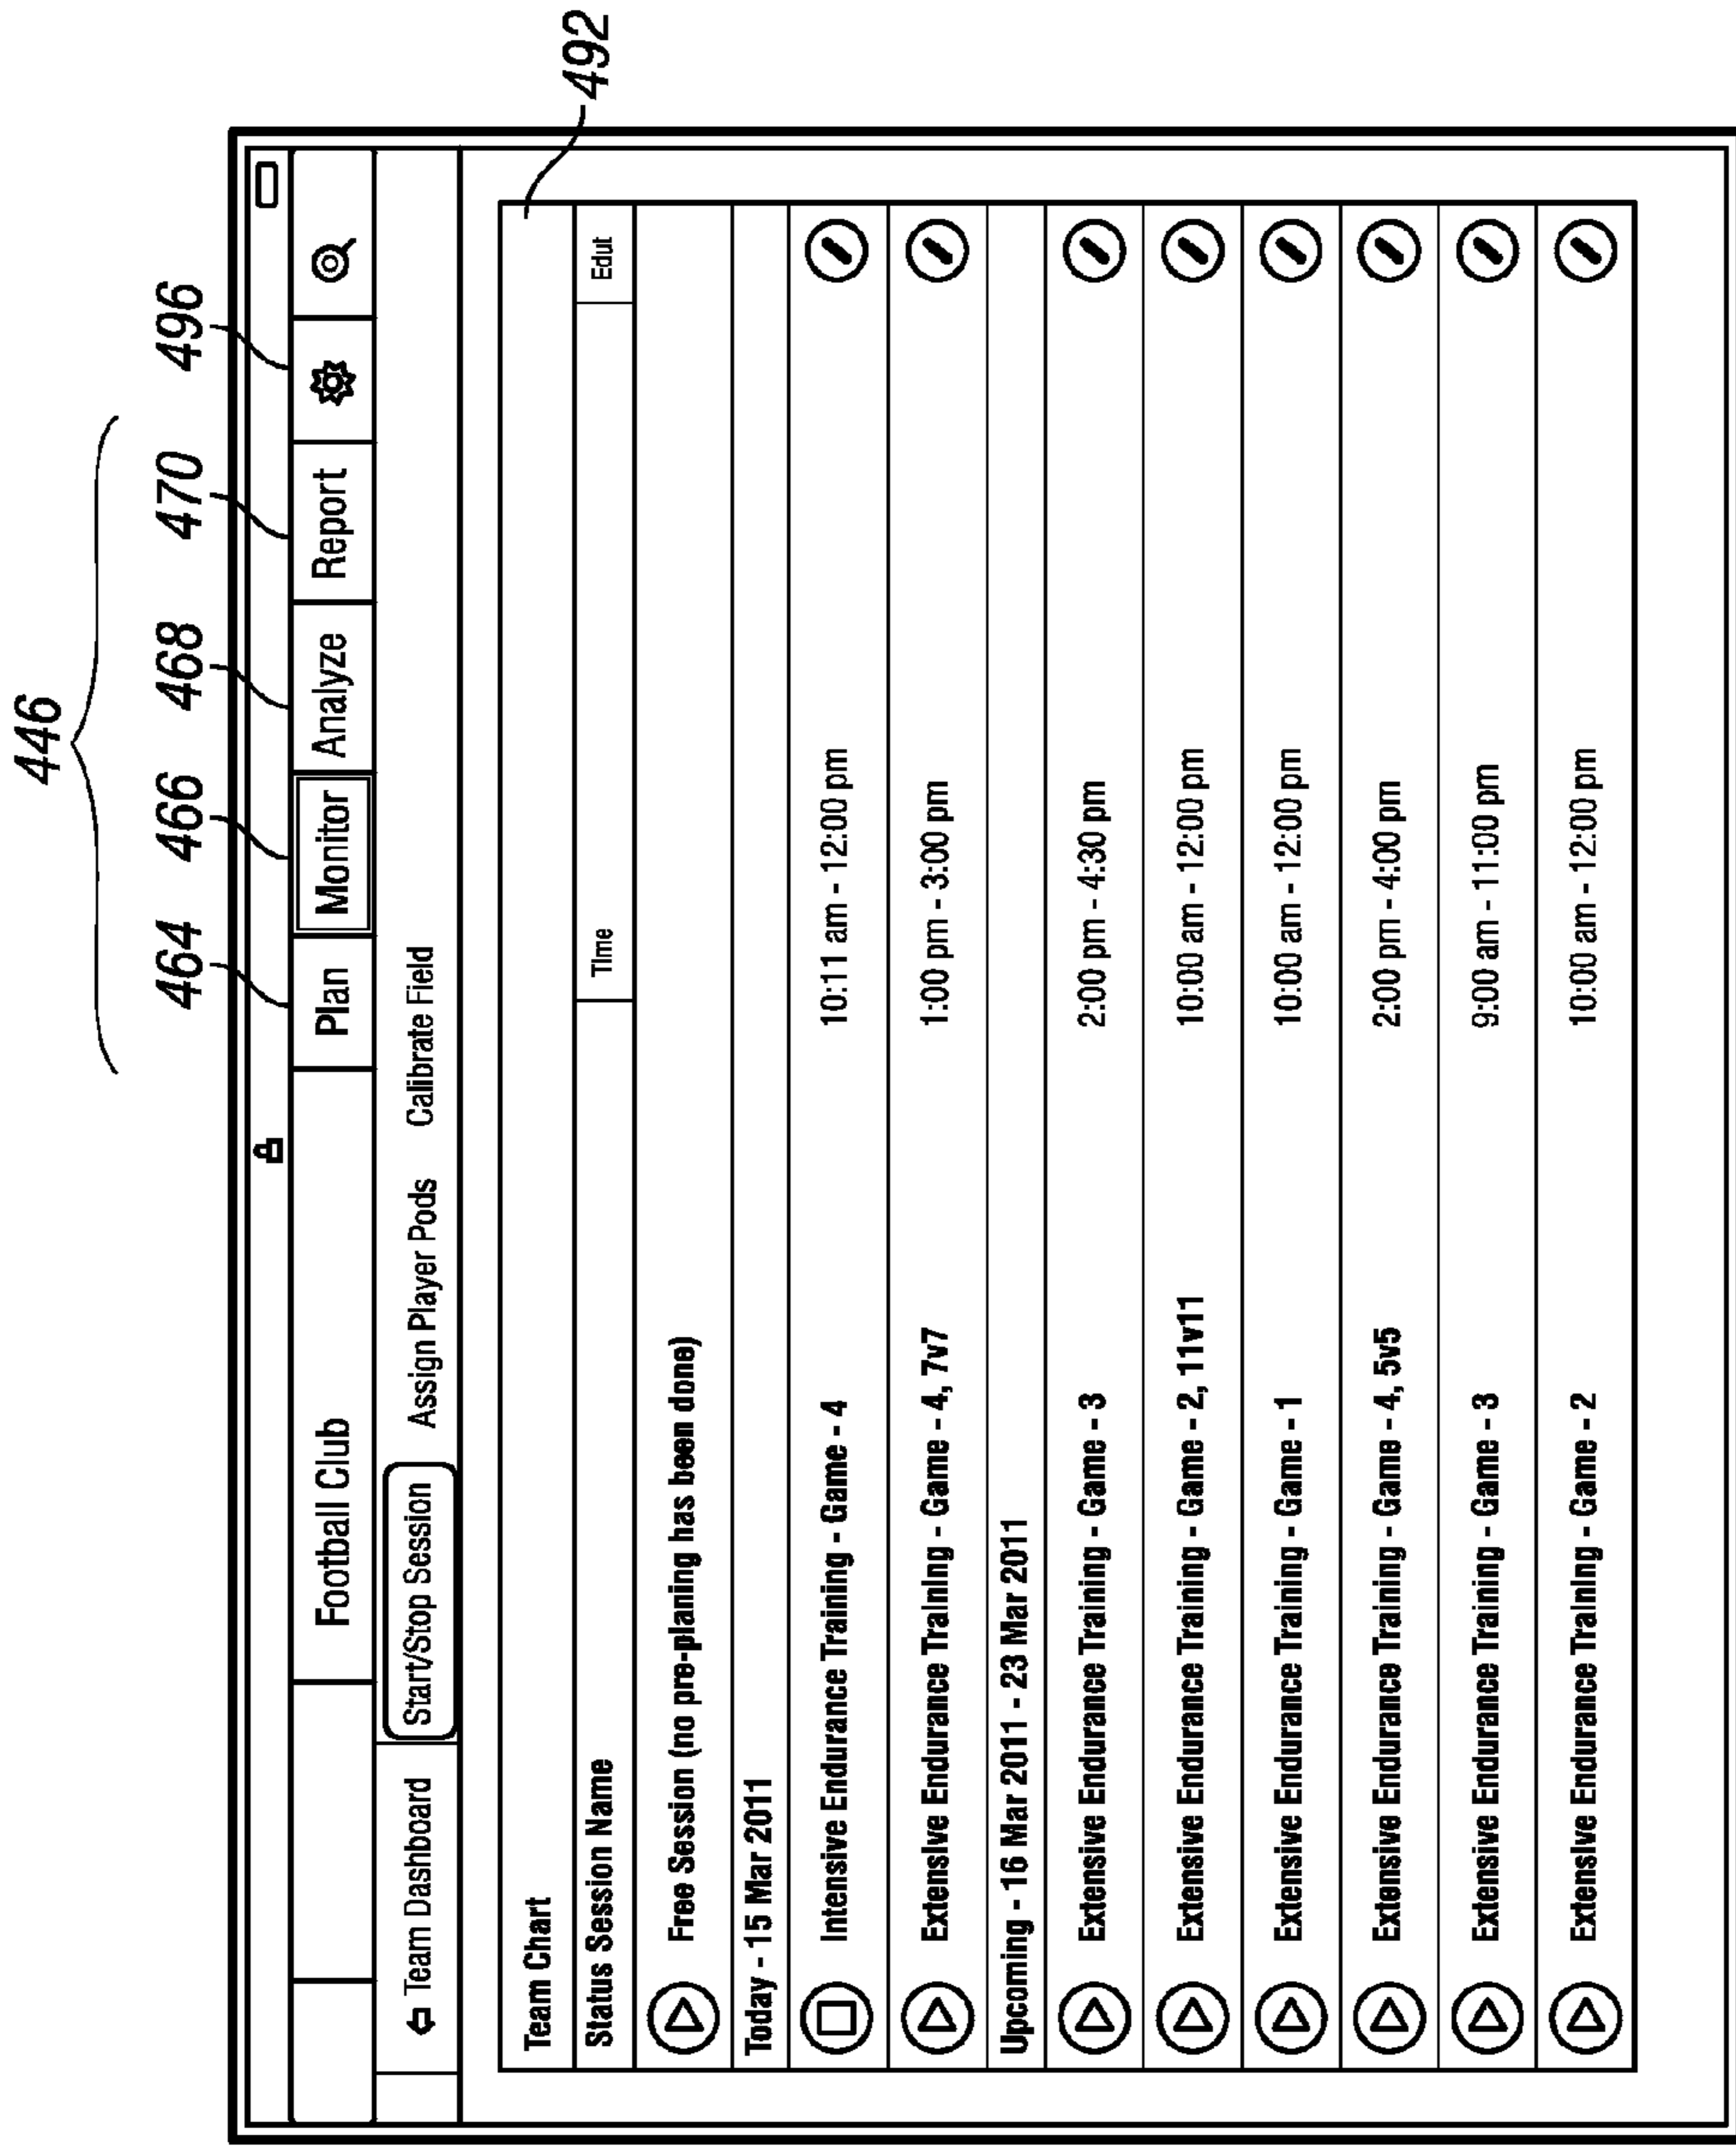 446
464 466 468 470 496
Football Club Plan Monitor Analyze Report
Team Dashboard Start/Stop Session Assign Player Pods Calibrate Field
492
Team Chart
Status Session Name Time Edut
Free Session (no pre-planing has been done)
Today - 15 Mar 2011
Intensive Endurance Training - Game - 4 10:11 am - 12:00 pm
Extensive Endurance Training - Game - 4, 7v7 1:00 pm - 3:00 pm
Upcoming - 16 Mar 2011 - 23 Mar 2011
Extensive Endurance Training - Game - 3 2:00 pm - 4:30 pm
Extensive Endurance Training - Game - 2, 11v11 10:00 am - 12:00 pm
Extensive Endurance Training - Game - 1 10:00 am - 12:00 pm
Extensive Endurance Training - Game - 4, 5v5 2:00 pm - 4:00 pm
Extensive Endurance Training - Game - 3 9:00 am - 11:00 pm
Extensive Endurance Training - Game - 2 10:00 am - 12:00 pm